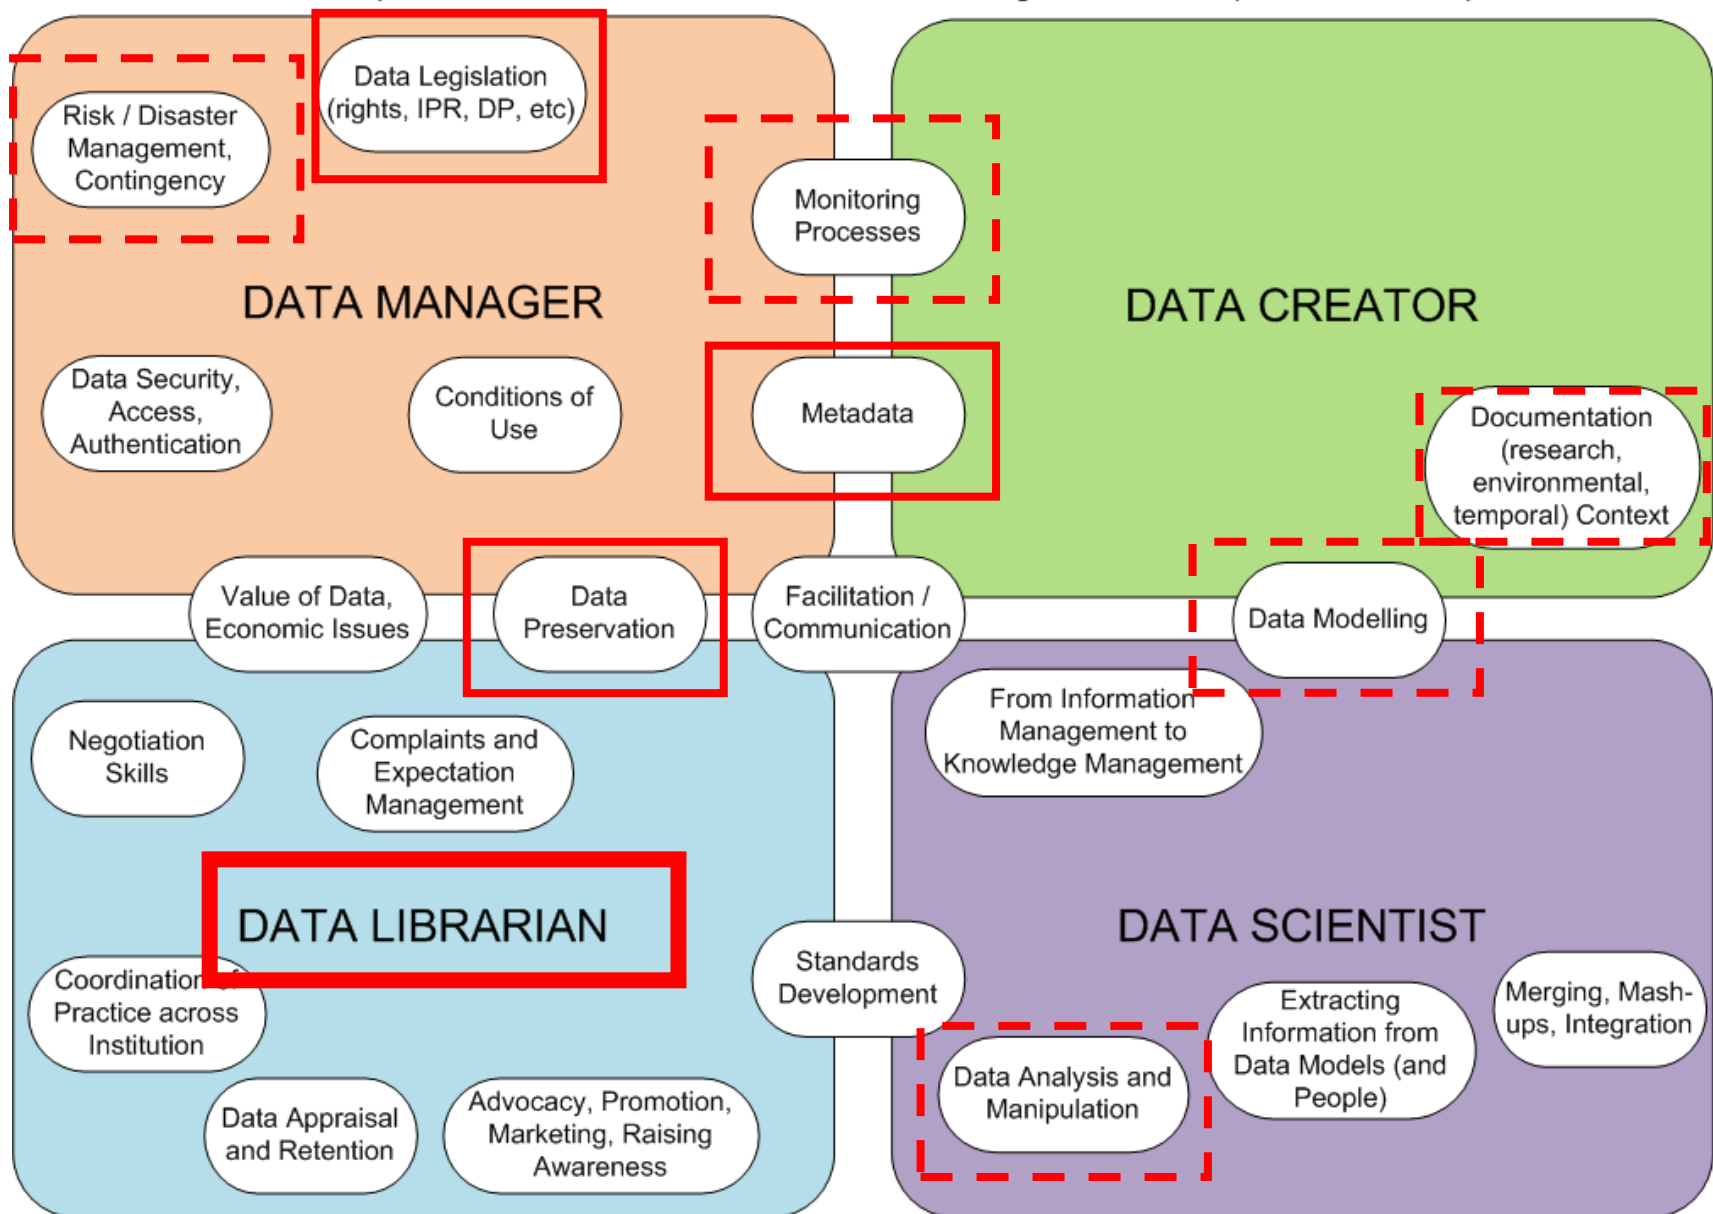 Data Legislation
(rights, IPR, DP, etc)
Risk / Disaster
Management,
Contingency
Monitoring
Processes
DATA MANAGER
DATA CREATOR
Data Security,
Access,
Authentication
Conditions of
Use
Metadata
Documentation
(research,
environmental,
temporal) Context
Value of Data,
Economic Issues
Data
Preservation
Facilitation /
Communication
Data Modelling
From Information
Management to
Knowledge Management
Negotiation
Skills
Complaints and
Expectation
Management
DATA LIBRARIAN
DATA SCIENTIST
Coordination of
Practice across
Institution
Standards
Development
Extracting
Information from
Data Models (and
People)
Merging, Mash-
ups, Integration
Data Analysis and
Manipulation
Data Appraisal
and Retention
Advocacy, Promotion,
Marketing, Raising
Awareness